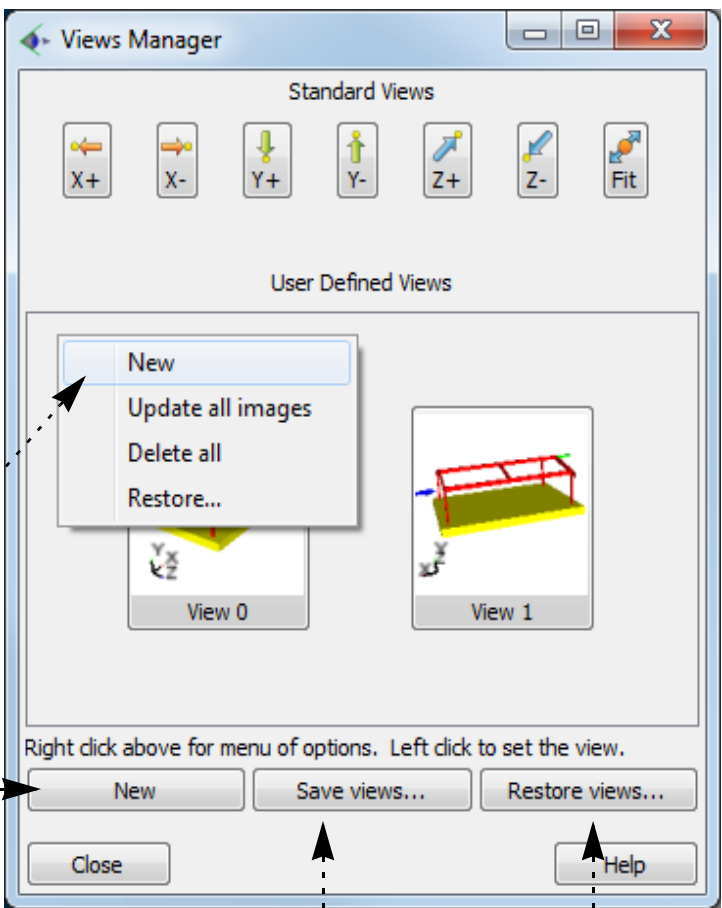 Views Manager
Standard Views
X+ X- Y+ Y- Z+ Z- Fit
User Defined Views
New
Update all images
Delete all
Restore...
Y X Z
View 0
Y X Z
View 1
Right click above for menu of options. Left click to set the view.
New Save views... Restore views...
Close Help